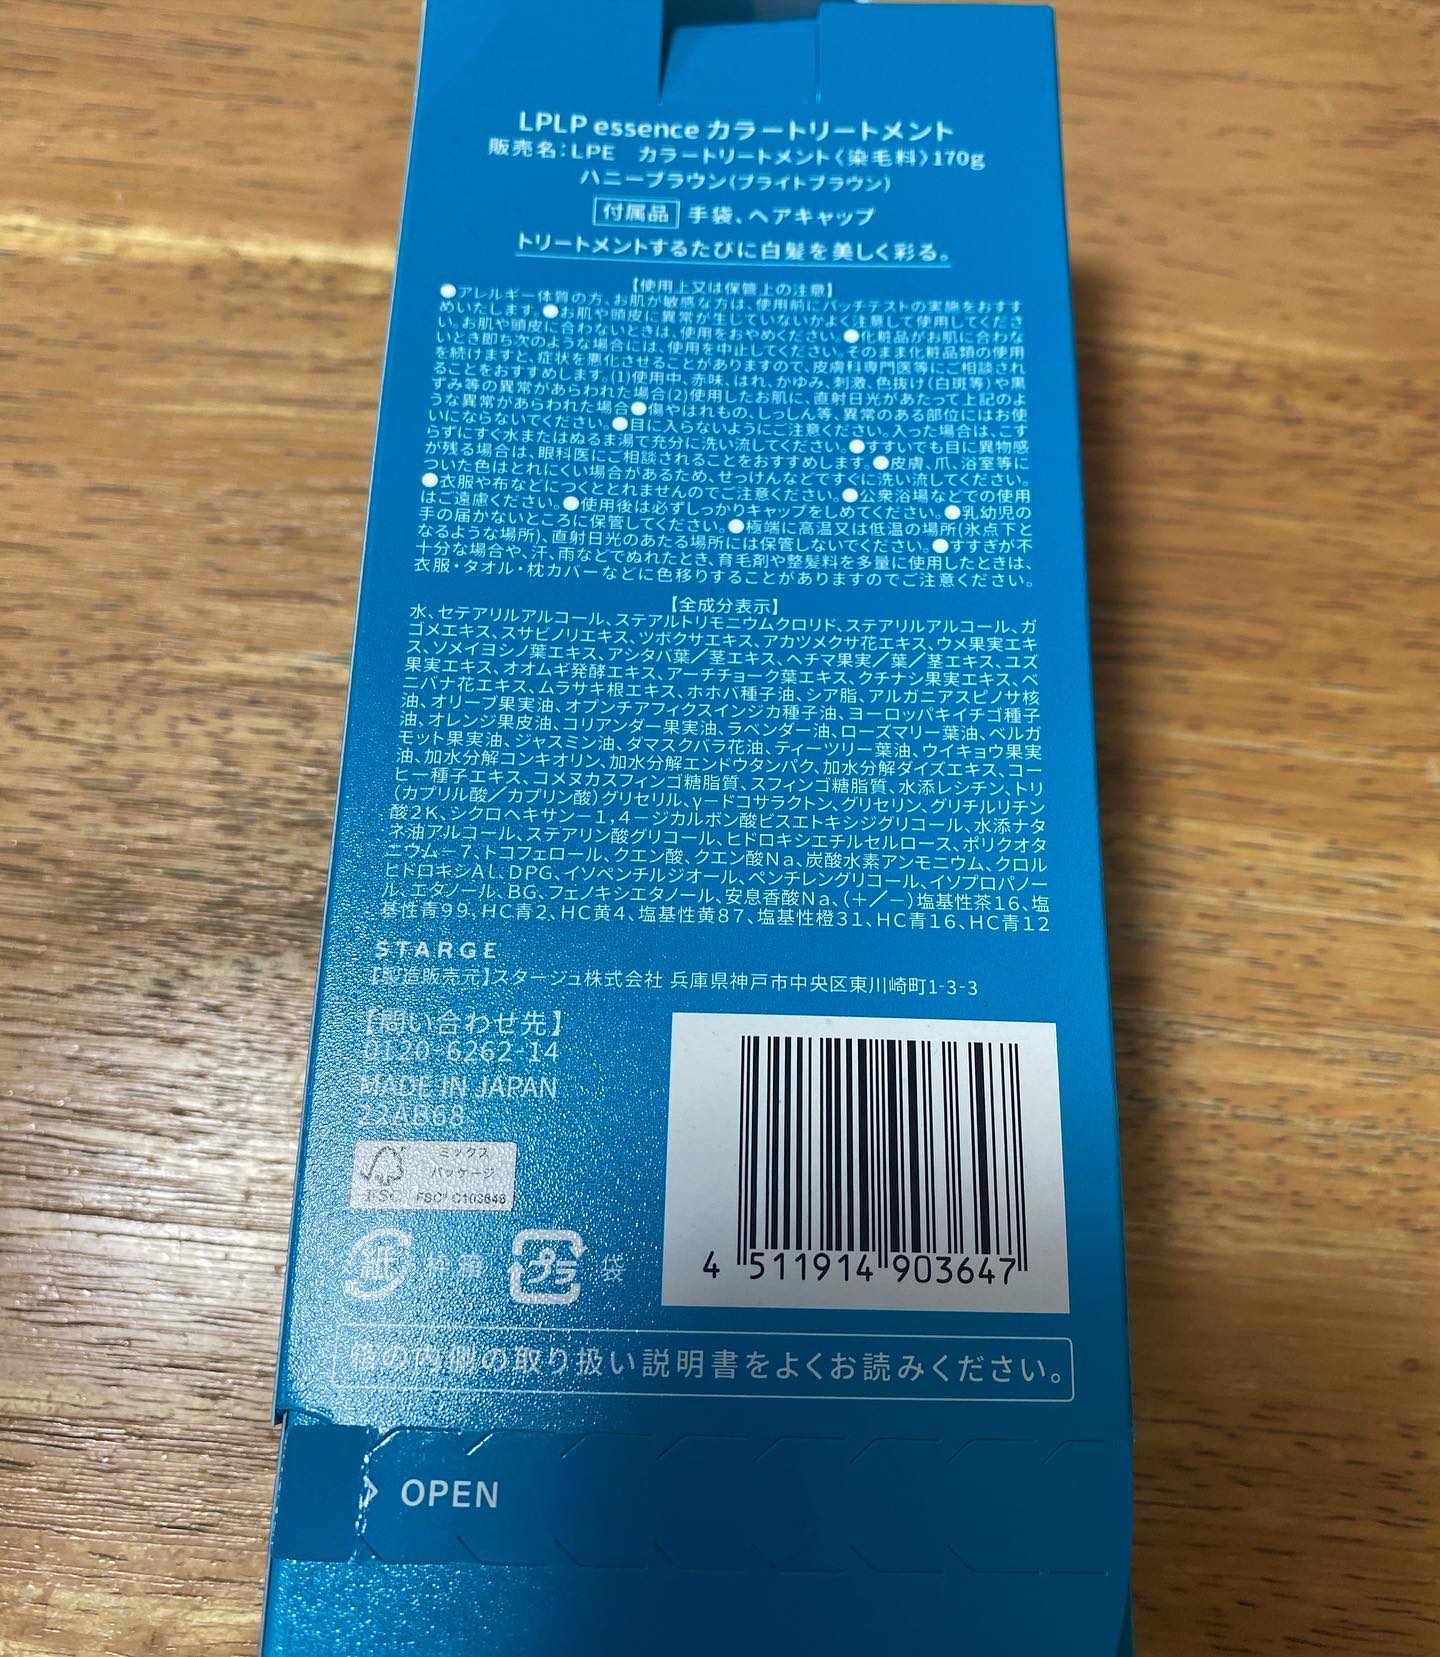 LPLP essence カラートリートメント
販売名:LPE カラートリートメント〈染毛料〉170g
ハニーブラウン(ブライトブラウン)
付属品 手袋、ヘアキャップ
トリートメントするたびに白髪を美しく彩る。
【使用上又は保管上の注意】
●アレルギー体質の方、お肌が敏感な方は、使用前にパッチテストの実施をおすす
めいたします。●お肌や頭皮に異常が生じていないかよく注意して使用してくださ
い。お肌や頭皮に合わないときは、使用をおやめください。●化粧品がお肌に合わな
いとき即ち次のような場合には、使用を中止してください。そのまま化粧品類の使用
を続けますと、症状を悪化させることがありますので、皮膚科専門医等にご相談され
ることをおすすめします。(1)使用中、赤味、はれ、かゆみ、刺激、色抜け(白斑等)や黒
ずみ等の異常があらわれた場合(2)使用したお肌に、直射日光があたって上記のよ
うな異常があらわれた場合●傷やはれもの、しっしん等、異常のある部位にはお使
いにならないでください。●目に入らないようにご注意ください。入った場合は、こす
らずにすぐ水またはぬるま湯で充分に洗い流してください。●すすいでも目に異物感
が残る場合は、眼科医にご相談されることをおすすめします。●皮膚、爪、浴室等に
ついた色はとれにくい場合があるため、せっけんなどですぐに洗い流してください。
●衣服や布などにつくととれませんのでご注意ください。●公衆浴場などでの使用
はご遠慮ください。●使用後は必ずしっかりキャップをしめてください。●乳幼児の
手の届かないところに保管してください。●極端に高温又は低温の場所(氷点下と
なるような場所)、直射日光のあたる場所には保管しないでください。●すすぎが不
十分な場合や、汗、雨などでぬれたとき、育毛剤や整髪料を多量に使用したときは、
衣服・タオル・枕カバーなどに色移りすることがありますのでご注意ください。
【全成分表示】
水、セテアリルアルコール、ステアルトリモニウムクロリド、ステアリルアルコール、ガ
ゴメエキス、スサビノリエキス、ツボクサエキス、アカツメクサ花エキス、ウメ果実エキ
ス、ソメイヨシノ葉エキス、アシタバ葉/茎エキス、ヘチマ果実/葉/茎エキス、ユズ
果実エキス、オオムギ発酵エキス、アーチチョーク葉エキス、クチナシ果実エキス、ベ
ニバナ花エキス、ムラサキ根エキス、ホホバ種子油、シア脂、アルガニアスピノサ核
油、オリーブ果実油、オプンチアフィクスインジカ種子油、ヨーロッパキイチゴ種子
油、オレンジ果皮油、コリアンダー果実油、ラベンダー油、ローズマリー葉油、ベルガ
モット果実油、ジャスミン油、ダマスクバラ花油、ティーツリー葉油、ウイキョウ果実
油、加水分解コンキオリン、加水分解エンドウタンパク、加水分解ダイズエキス、コー
ヒー種子エキス、コメヌカスフィンゴ糖脂質、スフィンゴ糖脂質、水添レシチン、トリ
(カプリル酸/カプリン酸)グリセリル、γ-ドコサラクトン、グリセリン、グリチルリチン
酸2K、シクロヘキサン-1,4-ジカルボン酸ビスエトキシジグリコール、水添ナタ
ネ油アルコール、ステアリン酸グリコール、ヒドロキシエチルセルロース、ポリクオタ
ニウム-7、トコフェロール、クエン酸、クエン酸Na、炭酸水素アンモニウム、クロル
ヒドロキシAl、DPG、イソペンチルジオール、ペンチレングリコール、イソプロパノー
ル、エタノール、BG、フェノキシエタノール、安息香酸Na、(+/-)塩基性茶16、塩
基性青99、HC青2、HC黄4、塩基性黄87、塩基性橙31、HC青16、HC青12
STARGE
【製造販売元】スタージュ株式会社 兵庫県神戸市中央区東川崎町1-3-3
【問い合わせ先】
0120-6262-14
MADE IN JAPAN
22AB68
ミックス
パッケージ
FSC FSC® C103648
紙 外箱 プラ 袋
4 511914 903647
箱の内側の取り扱い説明書をよくお読みください。
OPEN